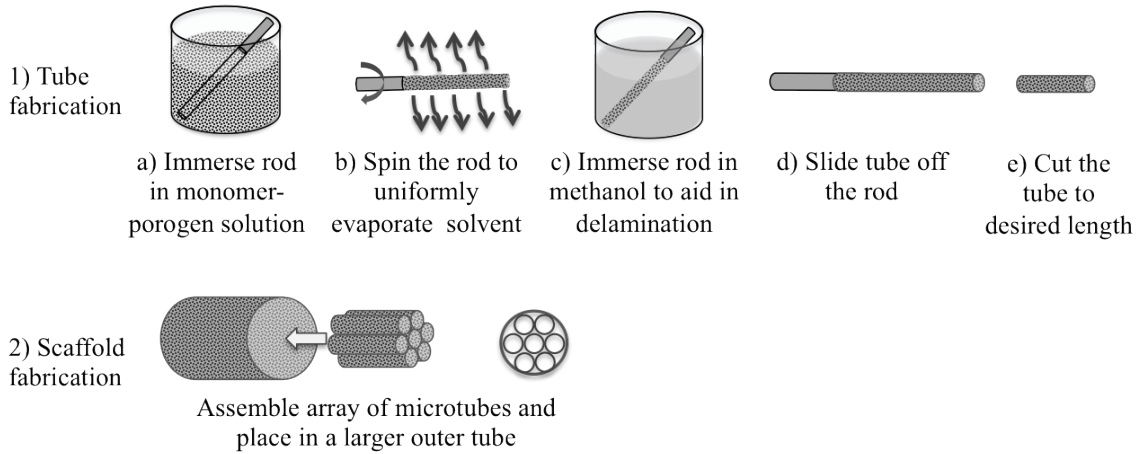 1) Tube
fabrication
a) Immerse rod
in monomer-
porogen solution
b) Spin the rod to
uniformly
evaporate solvent
c) Immerse rod in
methanol to aid in
delamination
d) Slide tube off
the rod
e) Cut the
tube to
desired length
2) Scaffold
fabrication
Assemble array of microtubes and
place in a larger outer tube